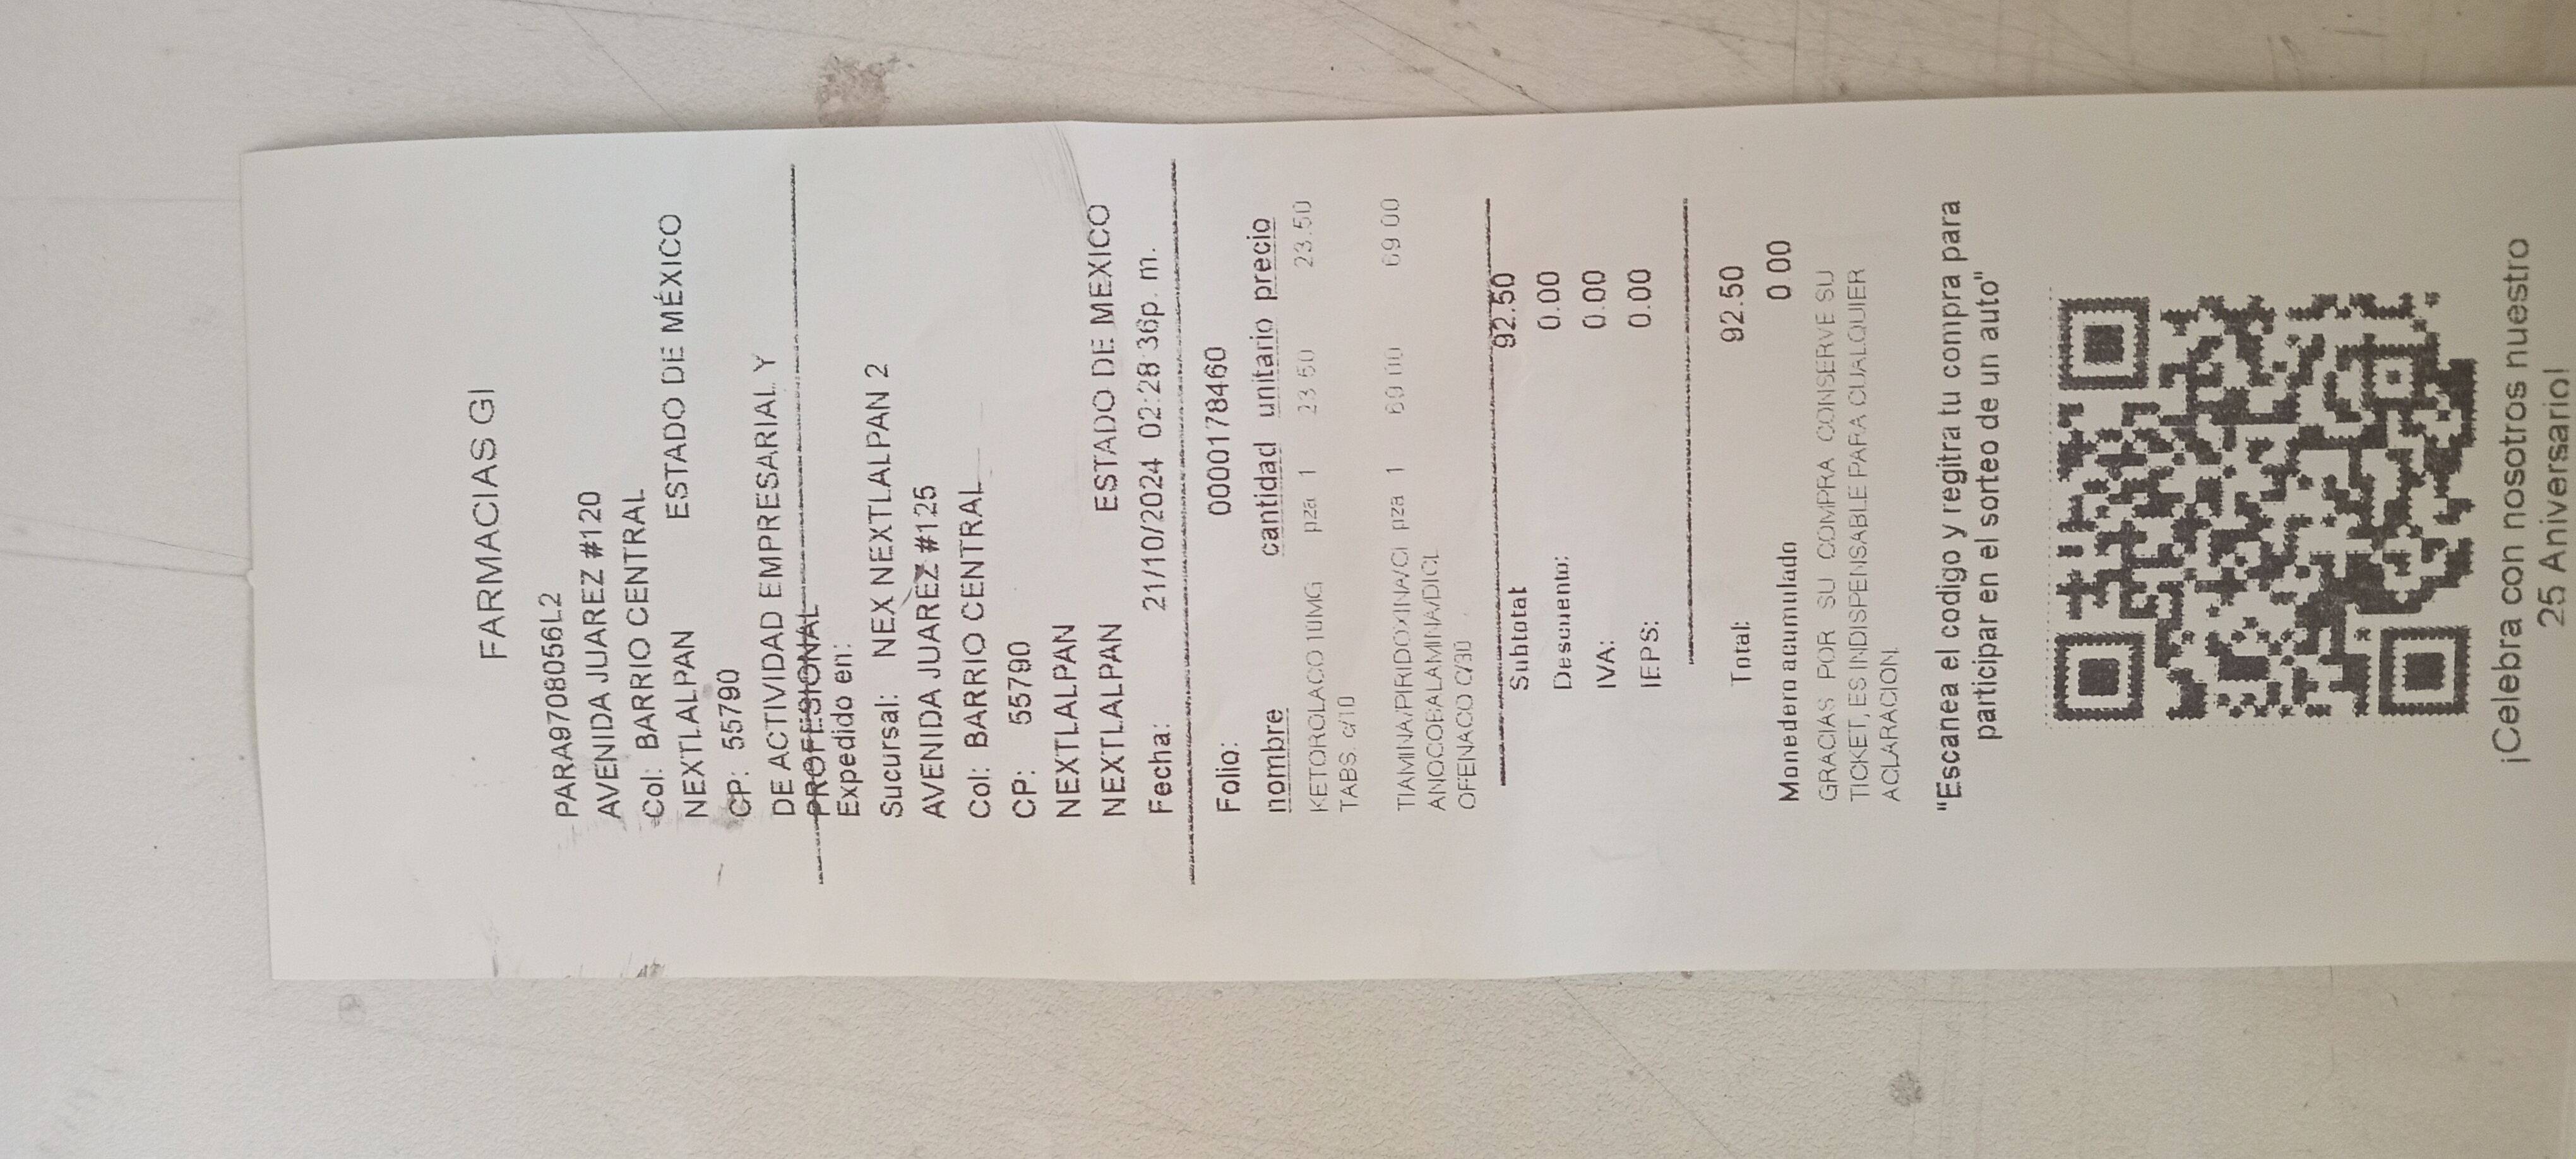 FARMACIAS GI
PARA9708056L2
AVENIDA JUAREZ #120
Col: BARRIO CENTRAL
NEXTLALPAN ESTADO DE MÉXICO
CP: 55790
DE ACTIVIDAD EMPRESARIAL Y
PROFESIONAL
Expedido en:
Sucursal: NEX NEXTLALPAN 2
AVENIDA JUAREZ #125
Col: BARRIO CENTRAL
CP: 55790
NEXTLALPAN
NEXTLALPAN ESTADO DE MEXICO
Fecha: 21/10/2024 02:28:36p. m.
Folio: 0000178460
nombre cantidad unitario precio
KETOROLACO 10MG pza 1 23.50 23.50
TABS. c/10
TIAMINA/PIRIDOXINA/CI pza 1 69.00 69.00
ANOCOBALAMINA/DICL
OFENACO C/30
Subtotat 92.50
Descuento: 0.00
IVA: 0.00
IEPS: 0.00
Total: 92.50
Monedero acumulado 0.00
GRACIAS POR SU COMPRA CONSERVE SU
TICKET, ES INDISPENSABLE PARA CUALQUIER
ACLARACION.
"Escanea el codigo y regitra tu compra para
participar en el sorteo de un auto"
¡Celebra con nosotros nuestro
25 Aniversario!